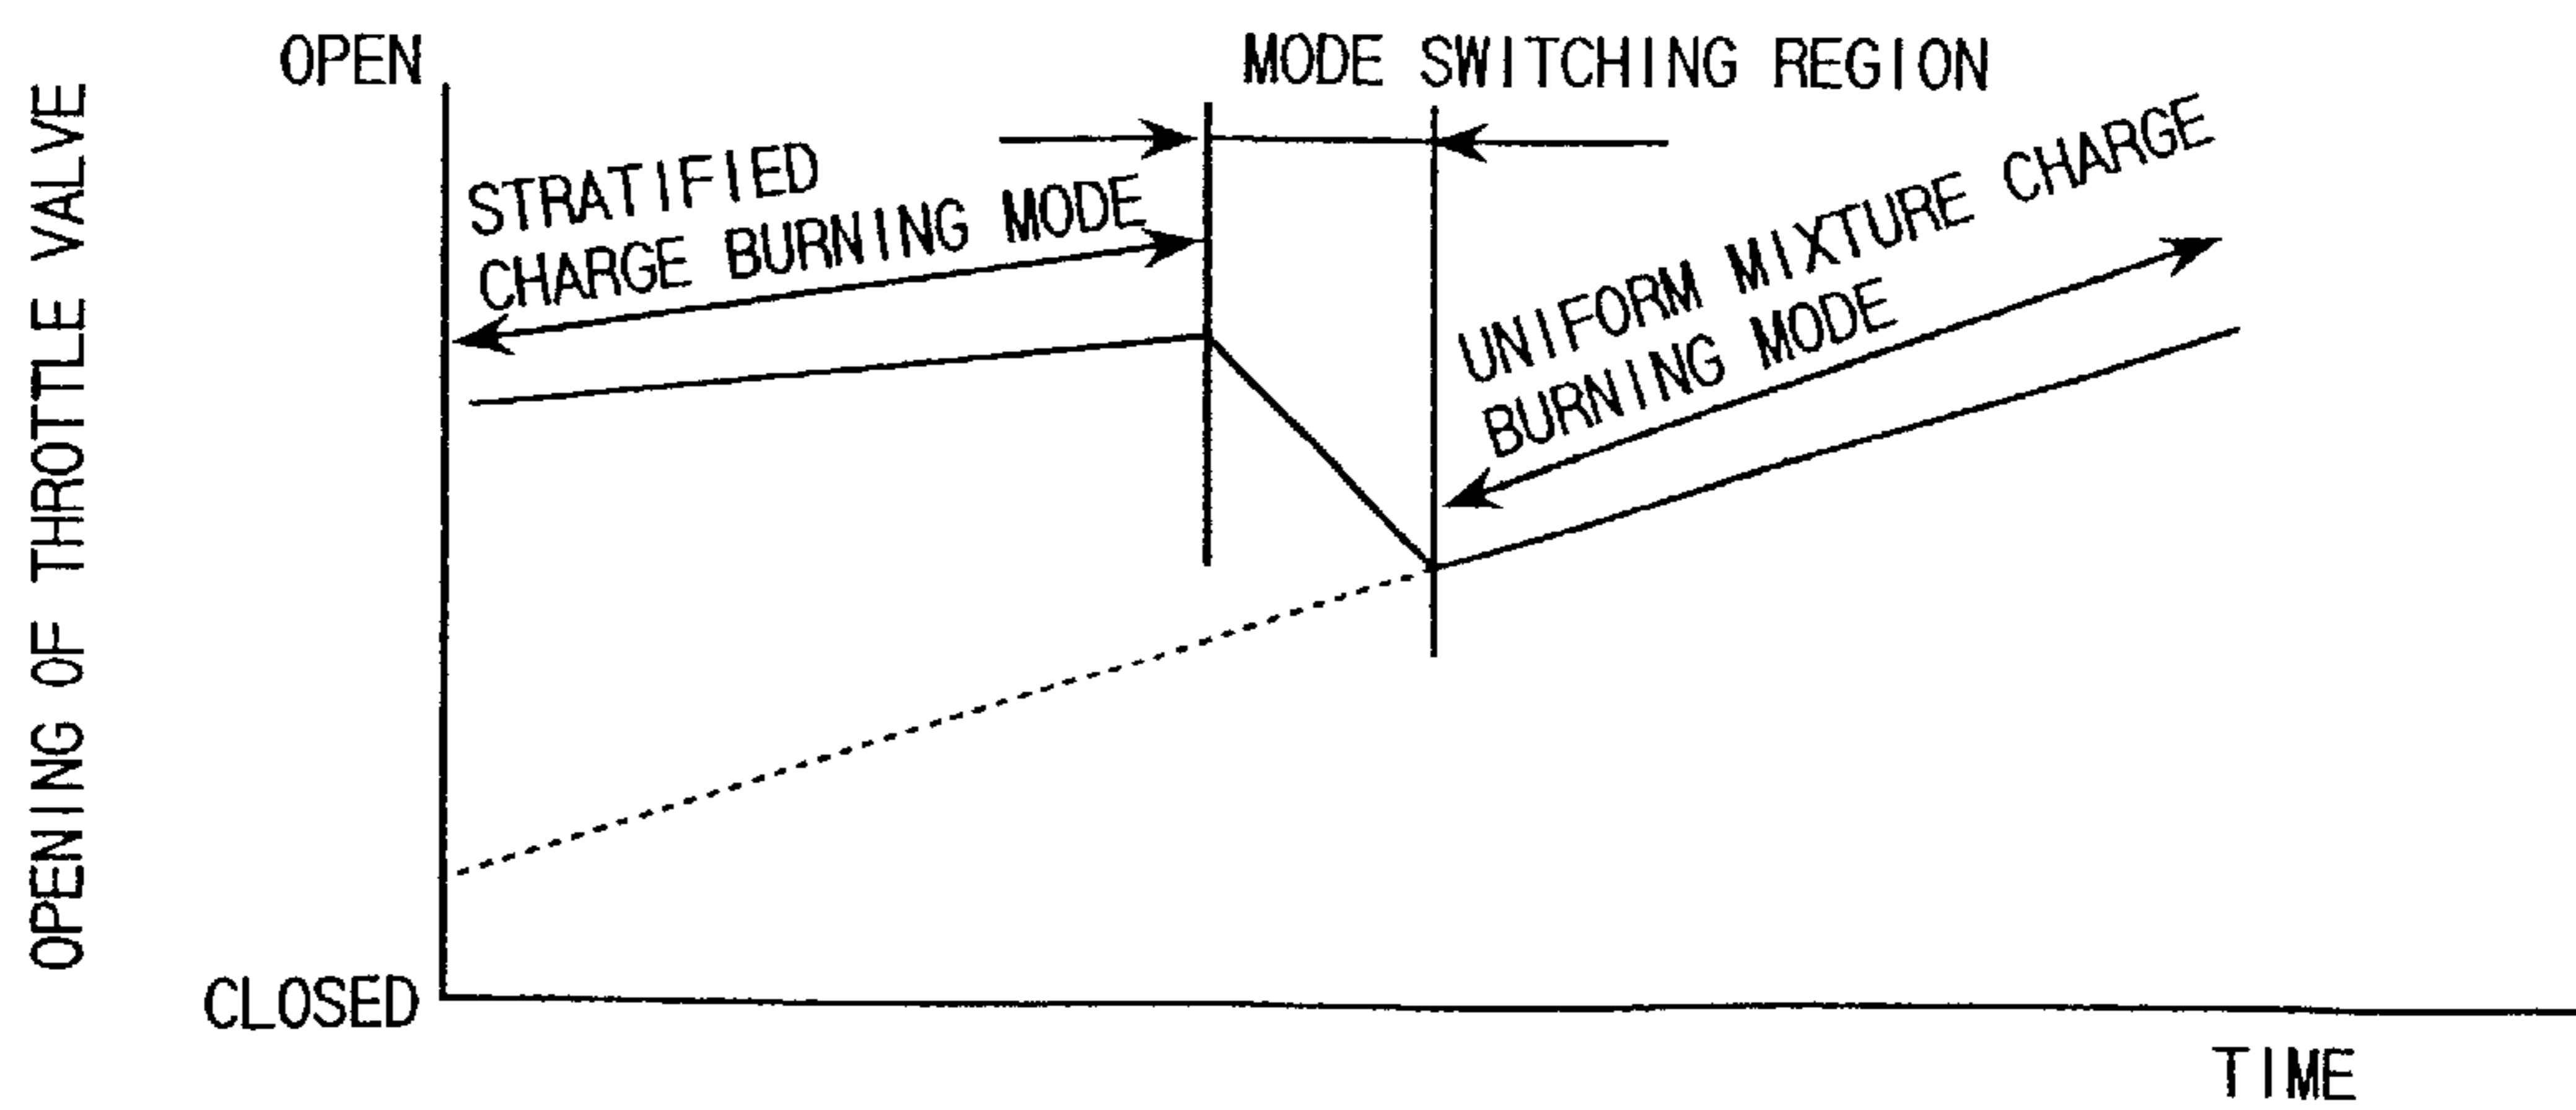 OPEN
MODE SWITCHING REGION
OPENING OF THROTTLE VALVE
STRATIFIED
CHARGE BURNING MODE
UNIFORM MIXTURE CHARGE
BURNING MODE
CLOSED
TIME